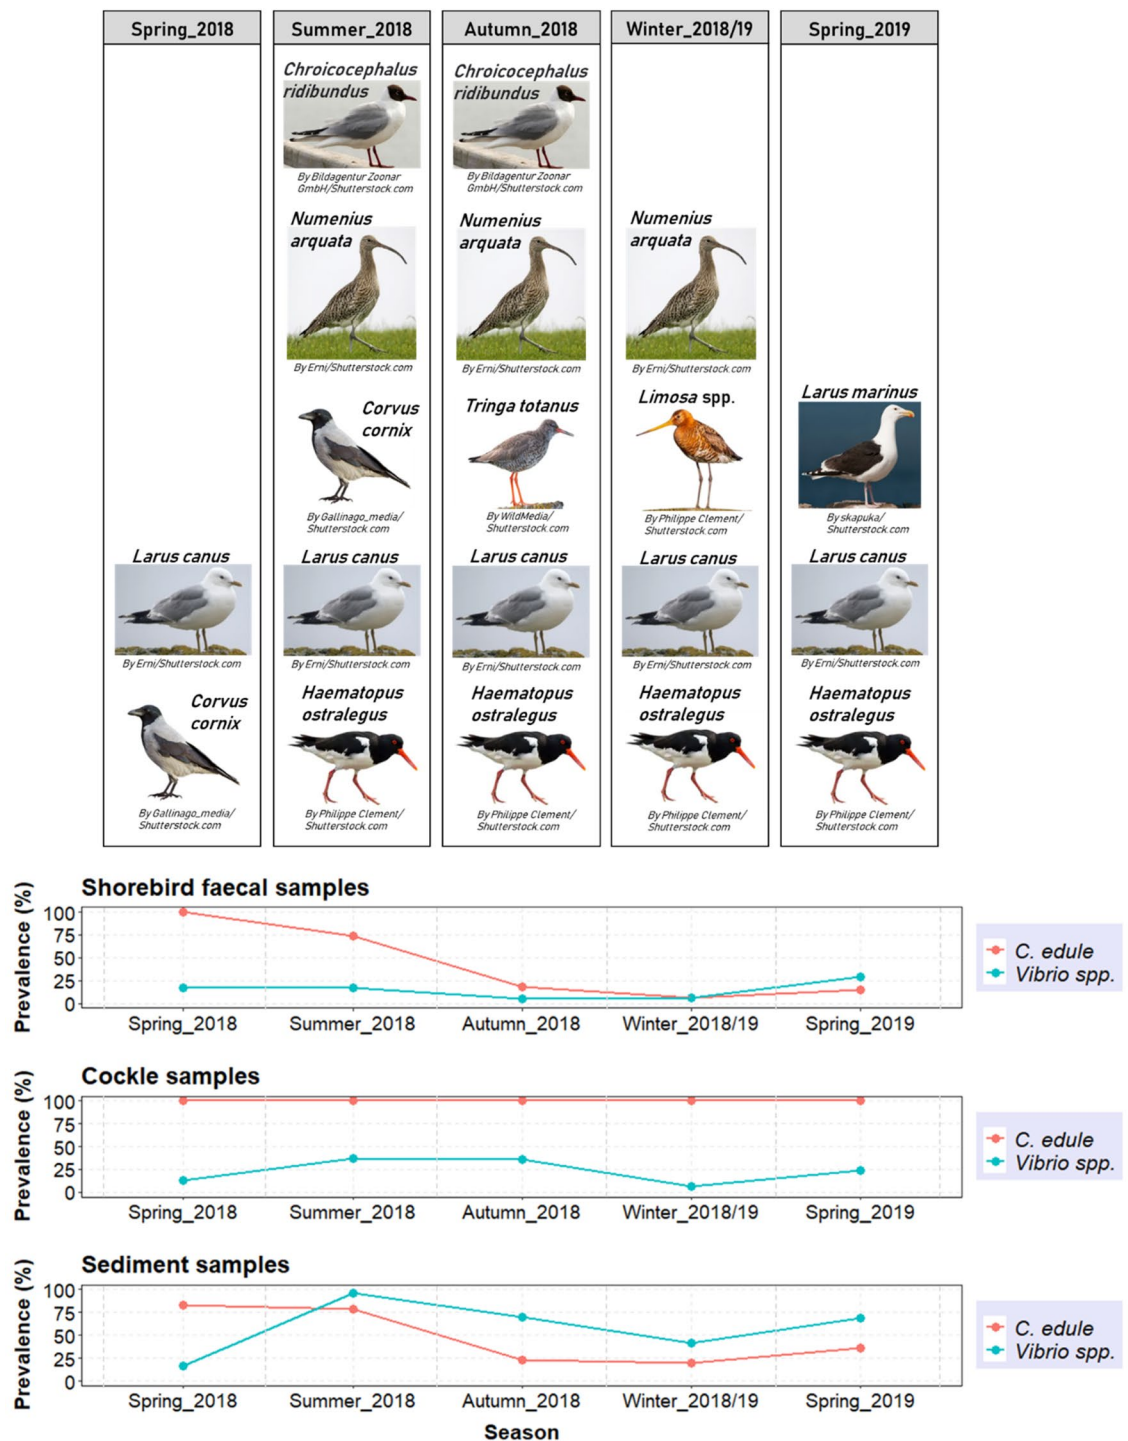 Spring_2018 Summer_2018 Autumn_2018 Winter_2018/19 Spring_2019
Chroicocephalus
ridibundus
By Bildagentur Zoonar
GmbH/Shutterstock.com
Chroicocephalus
ridibundus
By Bildagentur Zoonar
GmbH/Shutterstock.com
Numenius
arquata
By Erni/Shutterstock.com
Numenius
arquata
By Erni/Shutterstock.com
Numenius
arquata
By Erni/Shutterstock.com
Corvus
cornix
By Gallinago_media/
Shutterstock.com
Tringa totanus
By WildMedia/
Shutterstock.com
Limosa spp.
By Philippe Clement/
Shutterstock.com
Larus marinus
By skapuka/
Shutterstock.com
Larus canus
By Erni/Shutterstock.com
Larus canus
By Erni/Shutterstock.com
Larus canus
By Erni/Shutterstock.com
Larus canus
By Erni/Shutterstock.com
Larus canus
By Erni/Shutterstock.com
Corvus
cornix
By Gallinago_media/
Shutterstock.com
Haematopus
ostralegus
By Philippe Clement/
Shutterstock.com
Haematopus
ostralegus
By Philippe Clement/
Shutterstock.com
Haematopus
ostralegus
By Philippe Clement/
Shutterstock.com
Haematopus
ostralegus
By Philippe Clement/
Shutterstock.com
Shorebird faecal samples
Prevalence (%)
100
75
50
25
0
Spring_2018 Summer_2018 Autumn_2018 Winter_2018/19 Spring_2019
C. edule
Vibrio spp.
Cockle samples
Prevalence (%)
100
75
50
25
0
Spring_2018 Summer_2018 Autumn_2018 Winter_2018/19 Spring_2019
C. edule
Vibrio spp.
Sediment samples
Prevalence (%)
100
75
50
25
0
Spring_2018 Summer_2018 Autumn_2018 Winter_2018/19 Spring_2019
C. edule
Vibrio spp.
Season